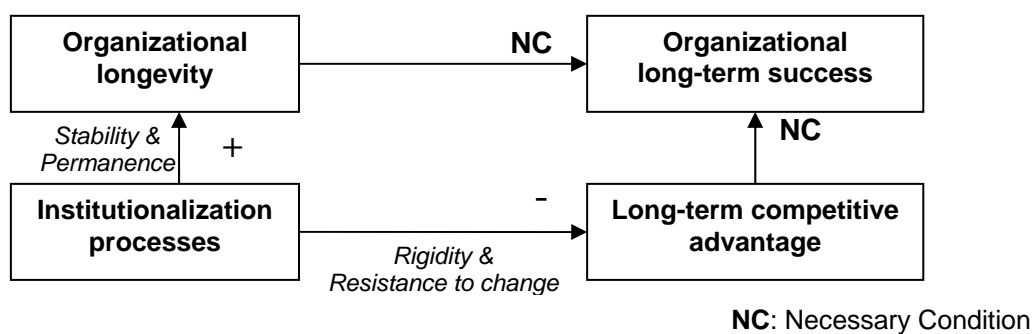 Organizational
longevity
NC
Organizational
long-term success
Stability &
Permanence
+
NC
Institutionalization
processes
-
Long-term competitive
advantage
Rigidity &
Resistance to change
NC: Necessary Condition